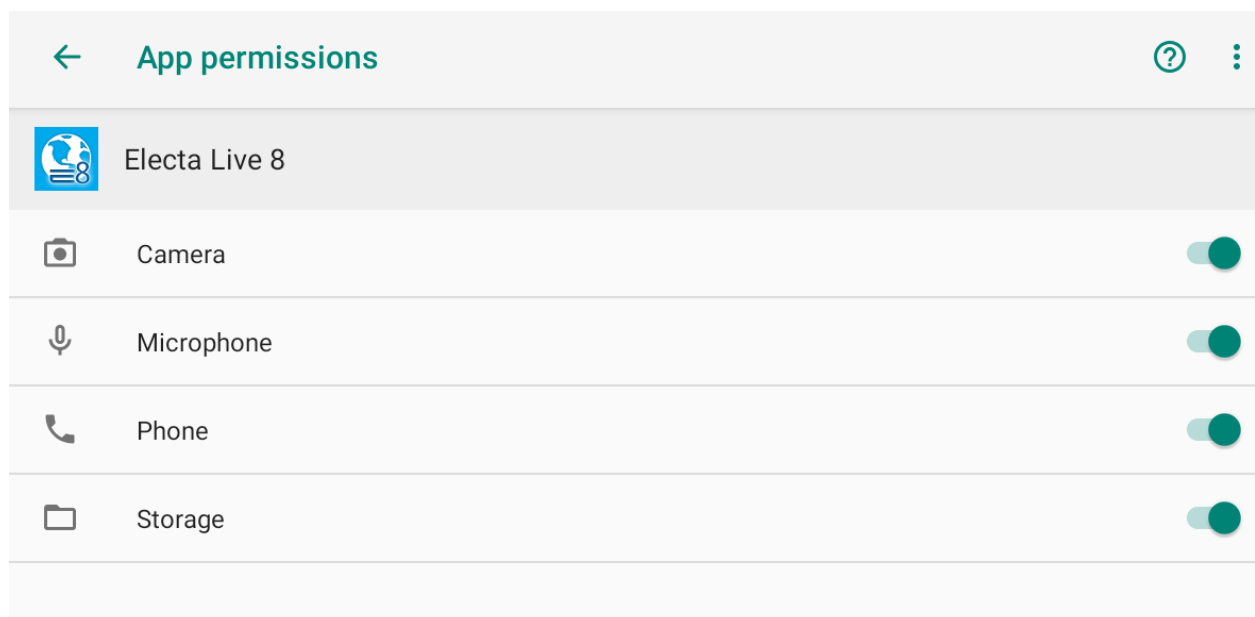 App permissions
Electa Live 8
Camera
Microphone
Phone
Storage